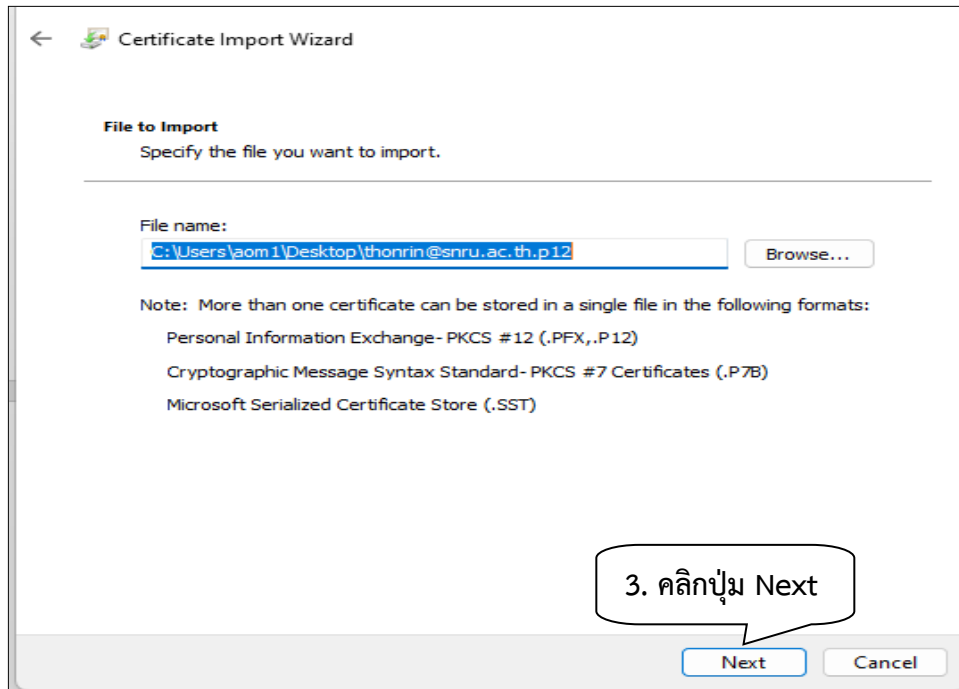 Certificate Import Wizard
File to Import
Specify the file you want to import.
File name:
C:\Users\aom1\Desktop\thonrin@snru.ac.th.p12
Browse...
Note: More than one certificate can be stored in a single file in the following formats:
Personal Information Exchange- PKCS #12 (.PFX,.P12)
Cryptographic Message Syntax Standard- PKCS #7 Certificates (.P7B)
Microsoft Serialized Certificate Store (.SST)
3. คลิกปุ่ม Next
Next
Cancel